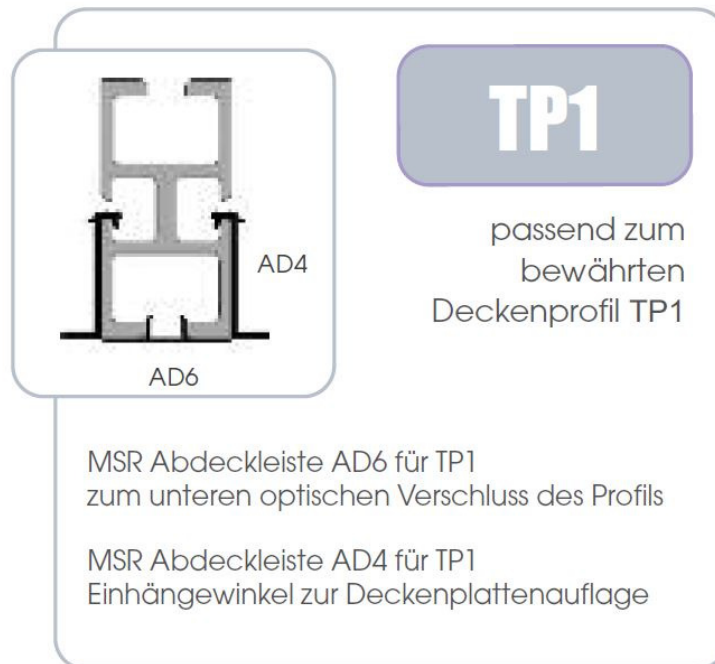 TP1
AD4
AD6
passend zum
bewährten
Deckenprofil TP1
MSR Abdeckleiste AD6 für TP1
zum unteren optischen Verschluss des Profils
MSR Abdeckleiste AD4 für TP1
Einhängewinkel zur Deckenplattenauflage